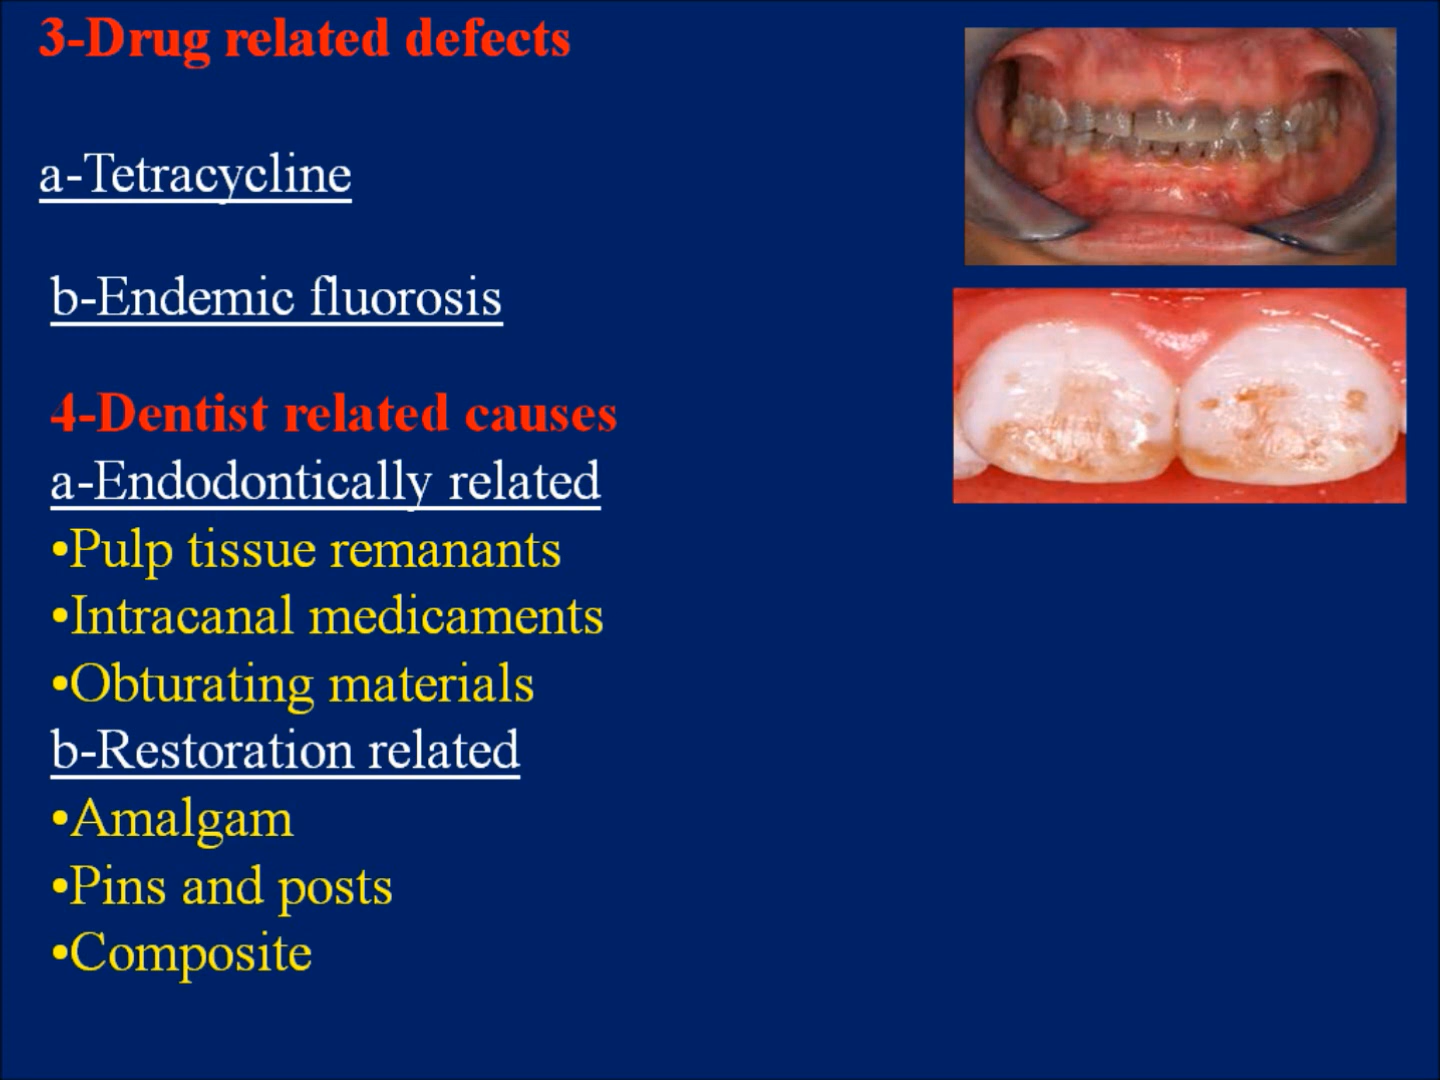 3-Drug related defects
a-Tetracycline
b-Endemic fluorosis
4-Dentist related causes
a-Endodontically related
•Pulp tissue remanants
•Intracanal medicaments
•Obturating materials
b-Restoration related
•Amalgam
•Pins and posts
•Composite